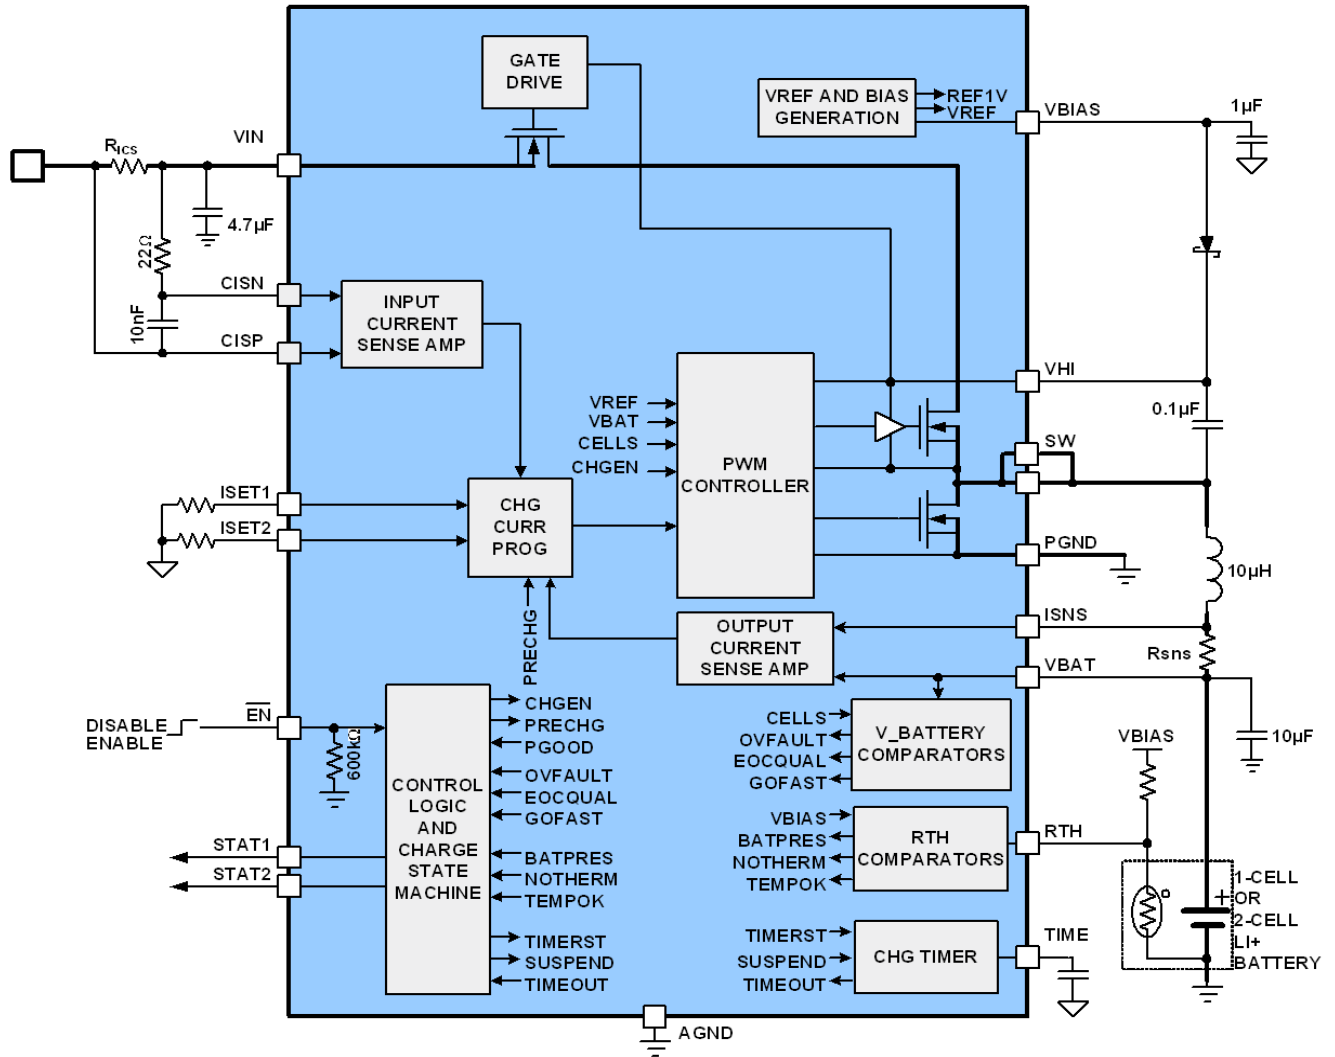 GATE
DRIVE
VREF AND BIAS
GENERATION
REF1V
VREF
VBIAS
1µF
VIN
RICS
4.7µF
22Ω
10nF
CISN
CISP
INPUT
CURRENT
SENSE AMP
VREF
VBAT
CELLS
CHGEN
PWM
CONTROLLER
VHI
0.1µF
SW
PGND
10µH
ISET1
ISET2
CHG
CURR
PROG
PRECHG
OUTPUT
CURRENT
SENSE AMP
ISNS
Rsns
VBAT
10µF
DISABLE
ENABLE
EN
600kΩ
STAT1
STAT2
CONTROL
LOGIC
AND
CHARGE
STATE
MACHINE
CHGEN
PRECHG
PGOOD
OVFAULT
EOCQUAL
GOFAST
BATPRES
NOTHERM
TEMPOK
TIMERST
SUSPEND
TIMEOUT
CELLS
OVFAULT
EOCQUAL
GOFAST
V_BATTERY
COMPARATORS
VBIAS
BATPRES
NOTHERM
TEMPOK
RTH
COMPARATORS
RTH
VBIAS
1-CELL
OR
2-CELL
LI+
BATTERY
+
TIMERST
SUSPEND
TIMEOUT
CHG TIMER
TIME
AGND